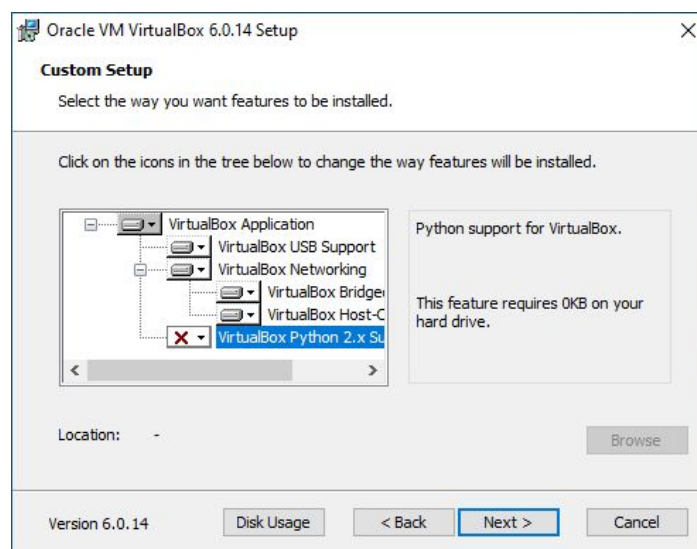 Oracle VM VirtualBox 6.0.14 Setup
Custom Setup
Select the way you want features to be installed.
Click on the icons in the tree below to change the way features will be installed.
VirtualBox Application
VirtualBox USB Support
VirtualBox Networking
VirtualBox Bridge
VirtualBox Host-C
VirtualBox Python 2.x Su
Python support for VirtualBox.
This feature requires 0KB on your
hard drive.
Location: -
Browse
Version 6.0.14
Disk Usage
< Back
Next >
Cancel